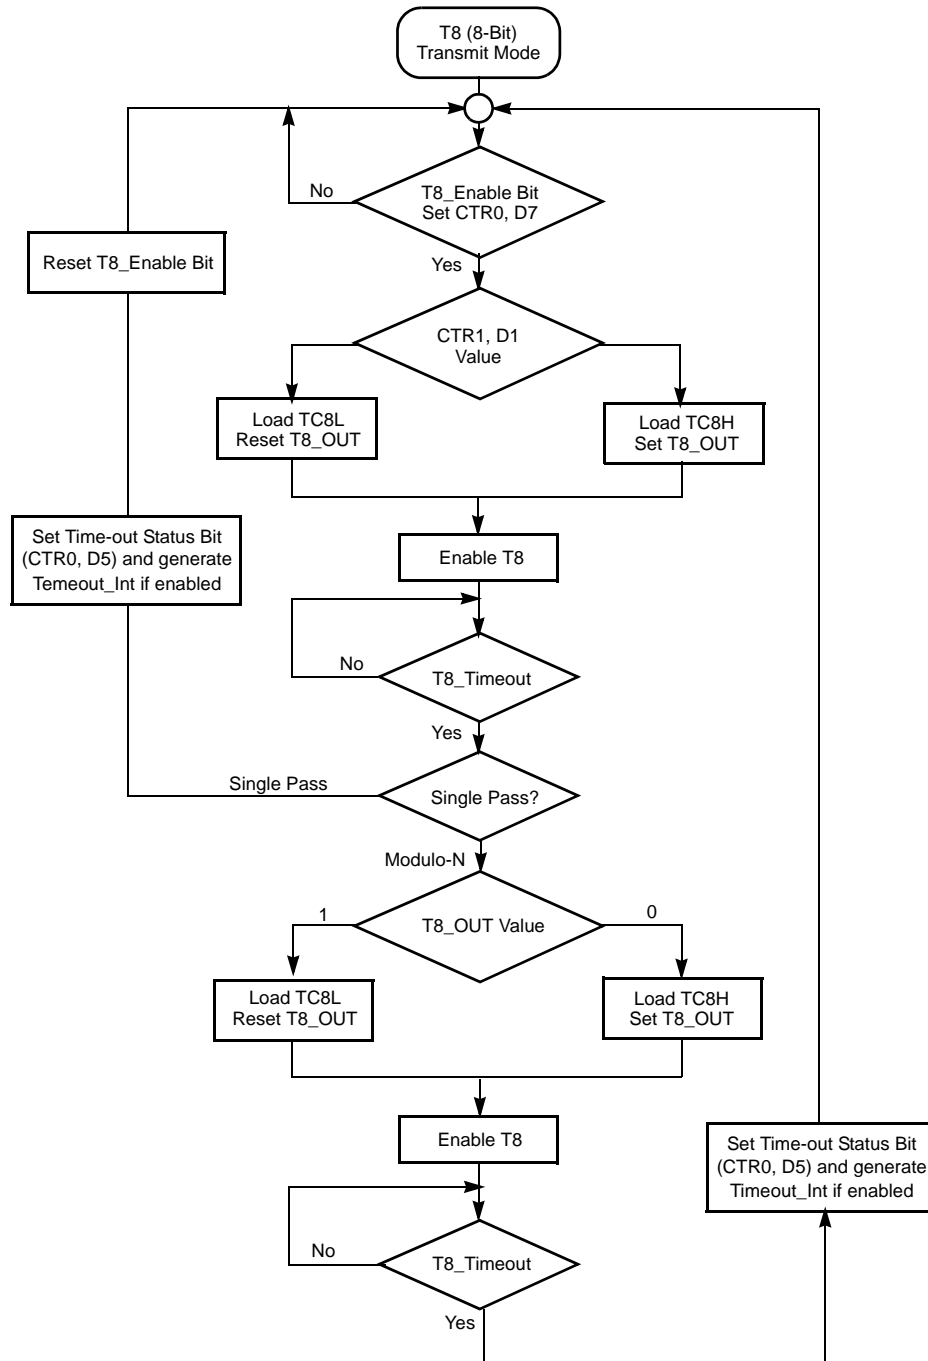 T8 (8-Bit)
Transmit Mode
No
T8_Enable Bit
Set CTR0, D7
Yes
Reset T8_Enable Bit
CTR1, D1
Value
Load TC8L
Reset T8_OUT
Load TC8H
Set T8_OUT
Set Time-out Status Bit
(CTR0, D5) and generate
Temeout_Int if enabled
Enable T8
No
T8_Timeout
Yes
Single Pass
Single Pass?
Modulo-N
1
T8_OUT Value
0
Load TC8L
Reset T8_OUT
Load TC8H
Set T8_OUT
Enable T8
Set Time-out Status Bit
(CTR0, D5) and generate
Timeout_Int if enabled
No
T8_Timeout
Yes